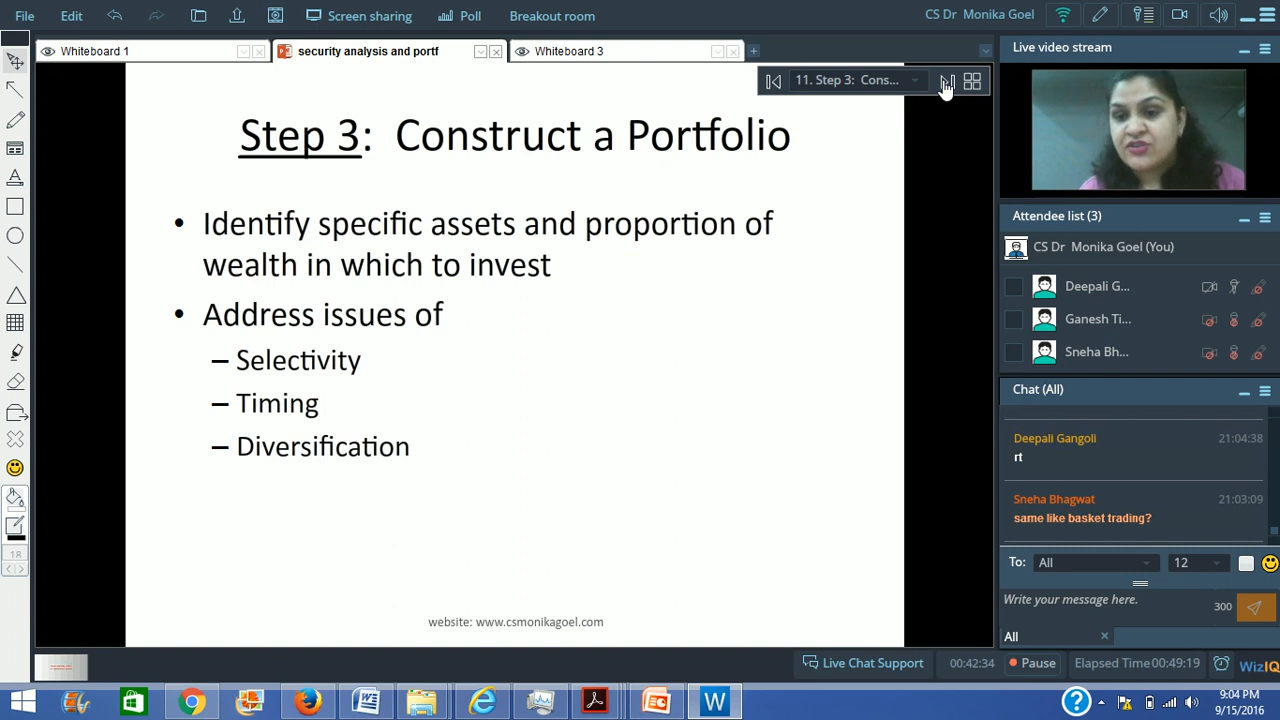 File Edit Screen sharing Poll Breakout room CS Dr Monika Goel
Whiteboard 1 security analysis and portf Whiteboard 3
11. Step 3: Cons...
Step 3: Construct a Portfolio
• Identify specific assets and proportion of
wealth in which to invest
• Address issues of
– Selectivity
– Timing
– Diversification
website: www.csmonikagoel.com
1R
Live video stream
Attendee list (3)
CS Dr Monika Goel (You)
Deepali G...
Ganesh Ti...
Sneha Bh...
Chat (All)
Deepali Gangoli 21:04:38
rt
Sneha Bhagwat 21:03:09
same like basket trading?
To: All 12
Write your message here. 300
All
Live Chat Support 00:42:34 Pause Elapsed Time 00:49:19 WizIQ
9:04 PM
9/15/2016